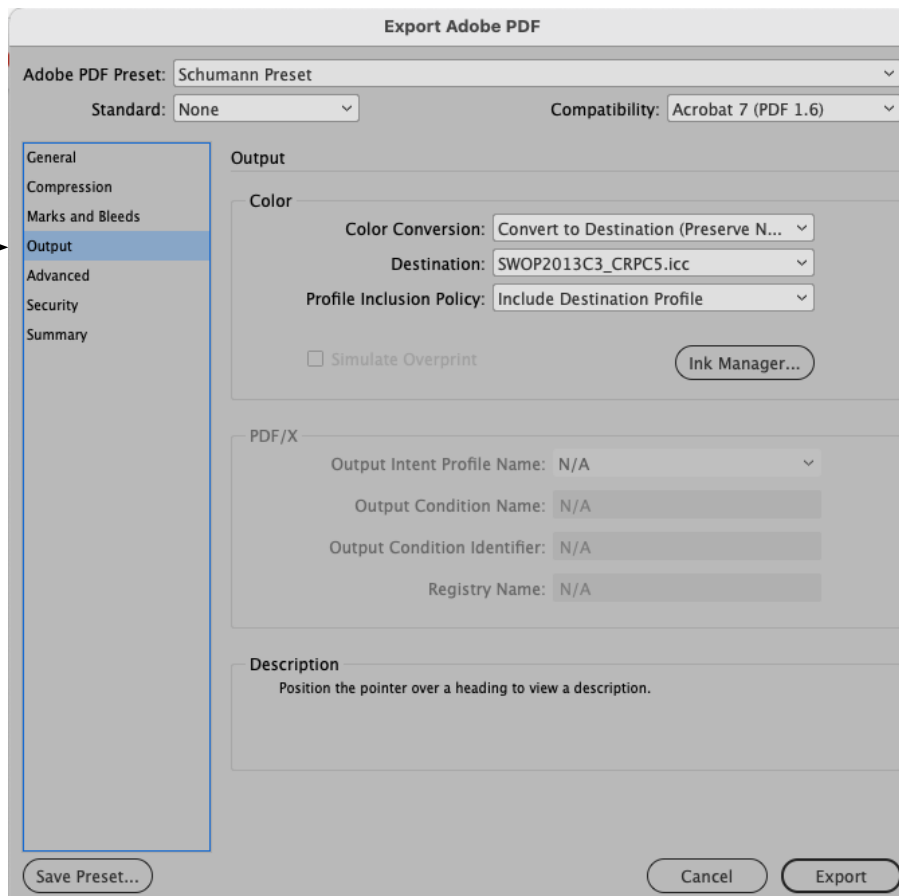 Export Adobe PDF
Adobe PDF Preset: Schumann Preset
Standard: None Compatibility: Acrobat 7 (PDF 1.6)
General
Compression
Marks and Bleeds
Output
Advanced
Security
Summary
Output
Color
Color Conversion: Convert to Destination (Preserve N...
Destination: SWOP2013C3_CRPC5.icc
Profile Inclusion Policy: Include Destination Profile
Simulate Overprint Ink Manager...
PDF/X
Output Intent Profile Name: N/A
Output Condition Name: N/A
Output Condition Identifier: N/A
Registry Name: N/A
Description
Position the pointer over a heading to view a description.
Save Preset... Cancel Export